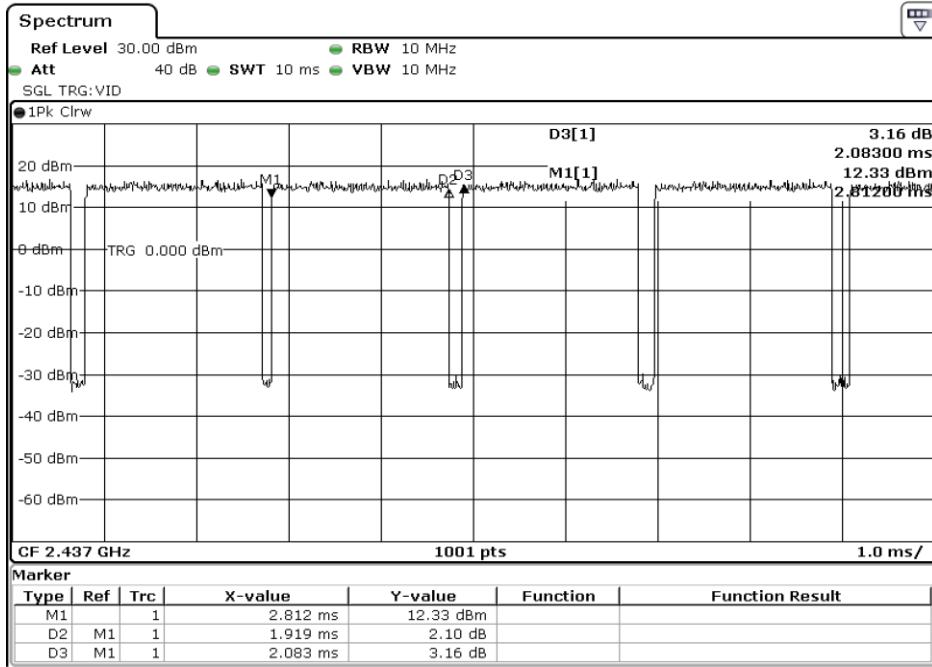 Spectrum
Ref Level 30.00 dBm RBW 10 MHz
Att 40 dB SWT 10 ms VBW 10 MHz
SGL TRG:VID
1Pk Clrw
D3[1] 3.16 dB
2.08300 ms
20 dBm M1[1] 12.33 dBm
M1 D2 D3
2.81200 ms
10 dBm
0 dBm TRG 0.000 dBm
-10 dBm
-20 dBm
-30 dBm
-40 dBm
-50 dBm
-60 dBm
CF 2.437 GHz 1001 pts 1.0 ms/
Marker
Type Ref Trc X-value Y-value Function Function Result
M1 1 2.812 ms 12.33 dBm
D2 M1 1 1.919 ms 2.10 dB
D3 M1 1 2.083 ms 3.16 dB